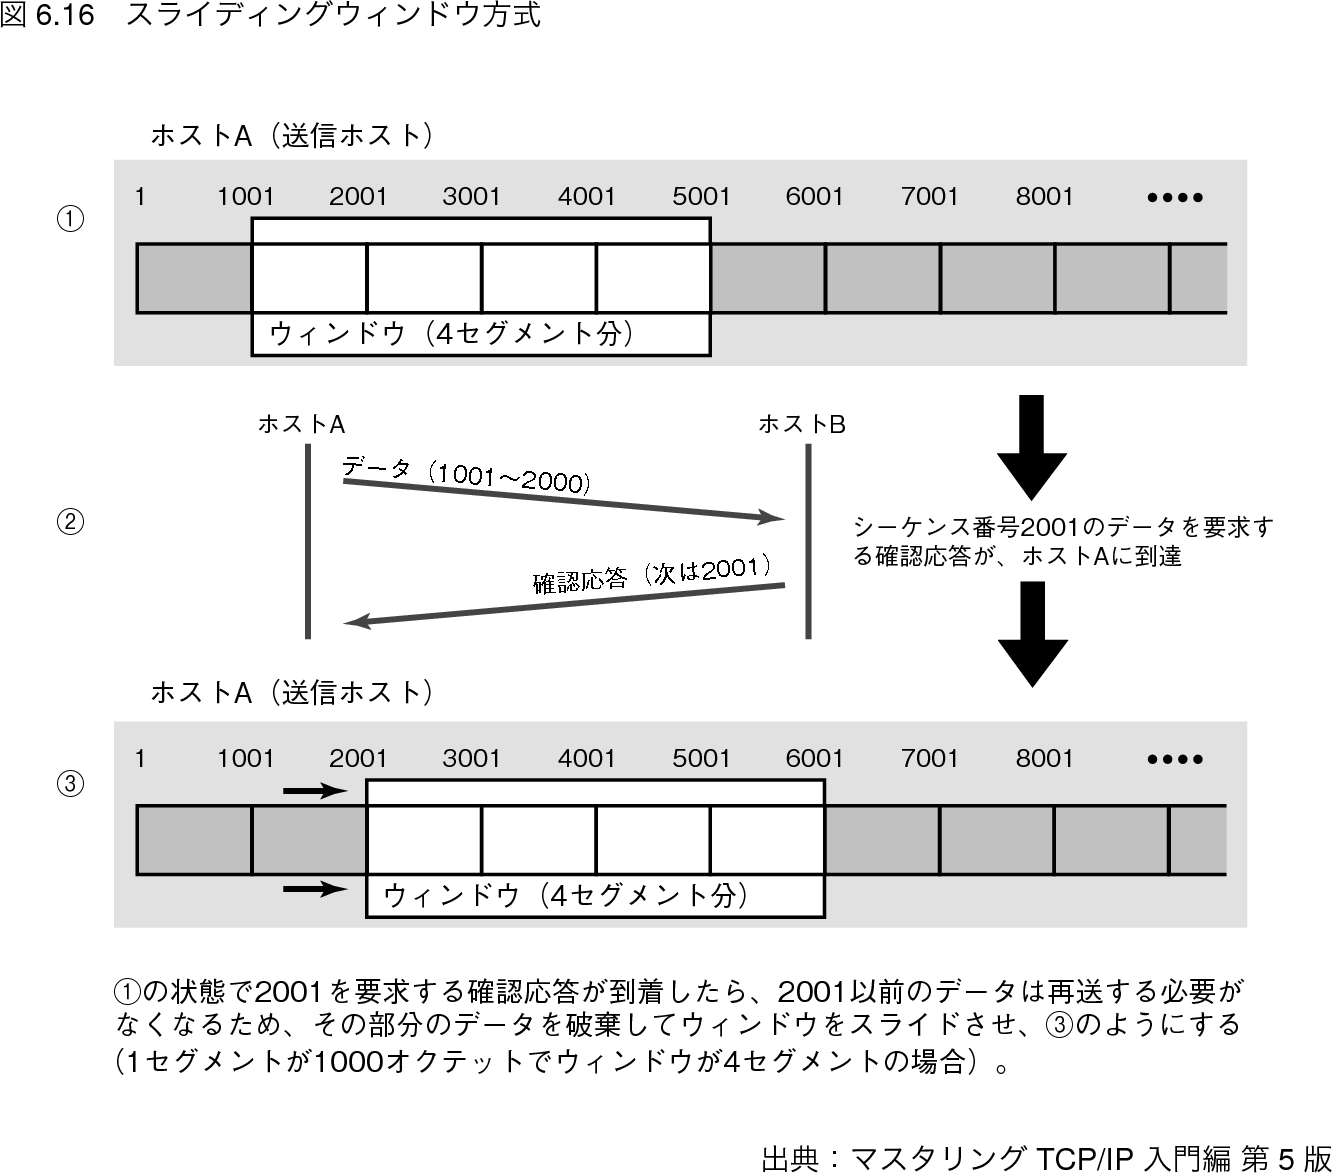 図 6.16　スライディングウィンドウ方式
ホストA（送信ホスト）
①
1 1001 2001 3001 4001 5001 6001 7001 8001 ••••
ウィンドウ（4セグメント分）
②
ホストA
ホストB
データ（1001～2000）
確認応答（次は2001）
シーケンス番号2001のデータを要求す
る確認応答が、ホストAに到達
ホストA（送信ホスト）
③
1 1001 2001 3001 4001 5001 6001 7001 8001 ••••
ウィンドウ（4セグメント分）
①の状態で2001を要求する確認応答が到着したら、2001以前のデータは再送する必要が
なくなるため、その部分のデータを破棄してウィンドウをスライドさせ、③のようにする
（1セグメントが1000オクテットでウィンドウが4セグメントの場合）。
出典：マスタリング TCP/IP 入門編 第 5 版